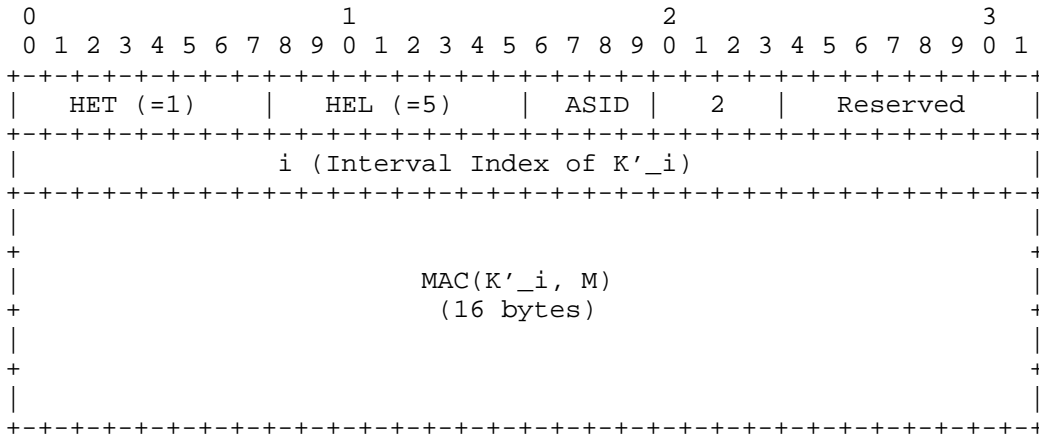 0                   1                   2                   3
 0 1 2 3 4 5 6 7 8 9 0 1 2 3 4 5 6 7 8 9 0 1 2 3 4 5 6 7 8 9 0 1
+-+-+-+-+-+-+-+-+-+-+-+-+-+-+-+-+-+-+-+-+-+-+-+-+-+-+-+-+-+-+-+-+
|   HET (=1)    |   HEL (=5)    |  ASID |   2   |   Reserved    |
+-+-+-+-+-+-+-+-+-+-+-+-+-+-+-+-+-+-+-+-+-+-+-+-+-+-+-+-+-+-+-+-+
|                i (Interval Index of K’_i)                     |
+-+-+-+-+-+-+-+-+-+-+-+-+-+-+-+-+-+-+-+-+-+-+-+-+-+-+-+-+-+-+-+-+
|                                                               |
+                                                               +
|                         MAC(K’_i, M)                          |
+                          (16 bytes)                           +
|                                                               |
+                                                               +
|                                                               |
+-+-+-+-+-+-+-+-+-+-+-+-+-+-+-+-+-+-+-+-+-+-+-+-+-+-+-+-+-+-+-+-+